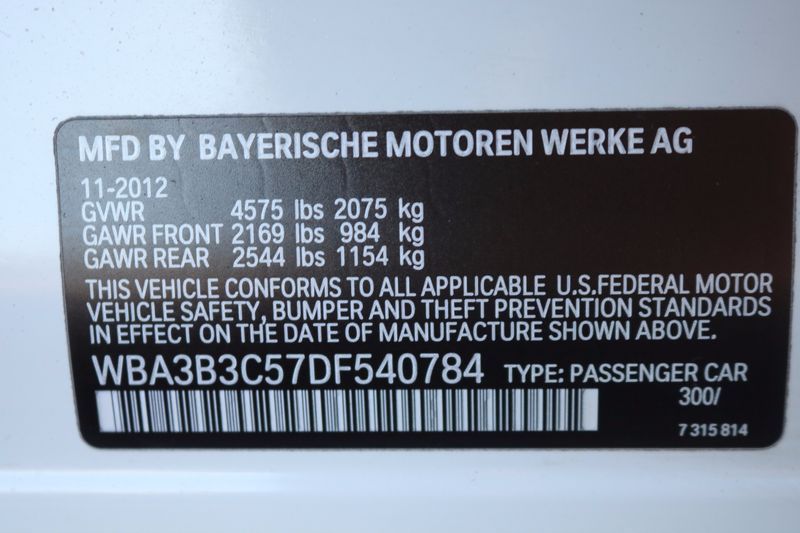 MFD BY BAYERISCHE MOTOREN WERKE AG
11-2012
GVWR 4575 lbs 2075 kg
GAWR FRONT 2169 lbs 984 kg
GAWR REAR 2544 lbs 1154 kg
THIS VEHICLE CONFORMS TO ALL APPLICABLE U.S.FEDERAL MOTOR
VEHICLE SAFETY, BUMPER AND THEFT PREVENTION STANDARDS
IN EFFECT ON THE DATE OF MANUFACTURE SHOWN ABOVE.
WBA3B3C57DF540784 TYPE: PASSENGER CAR
300/
7 315 814